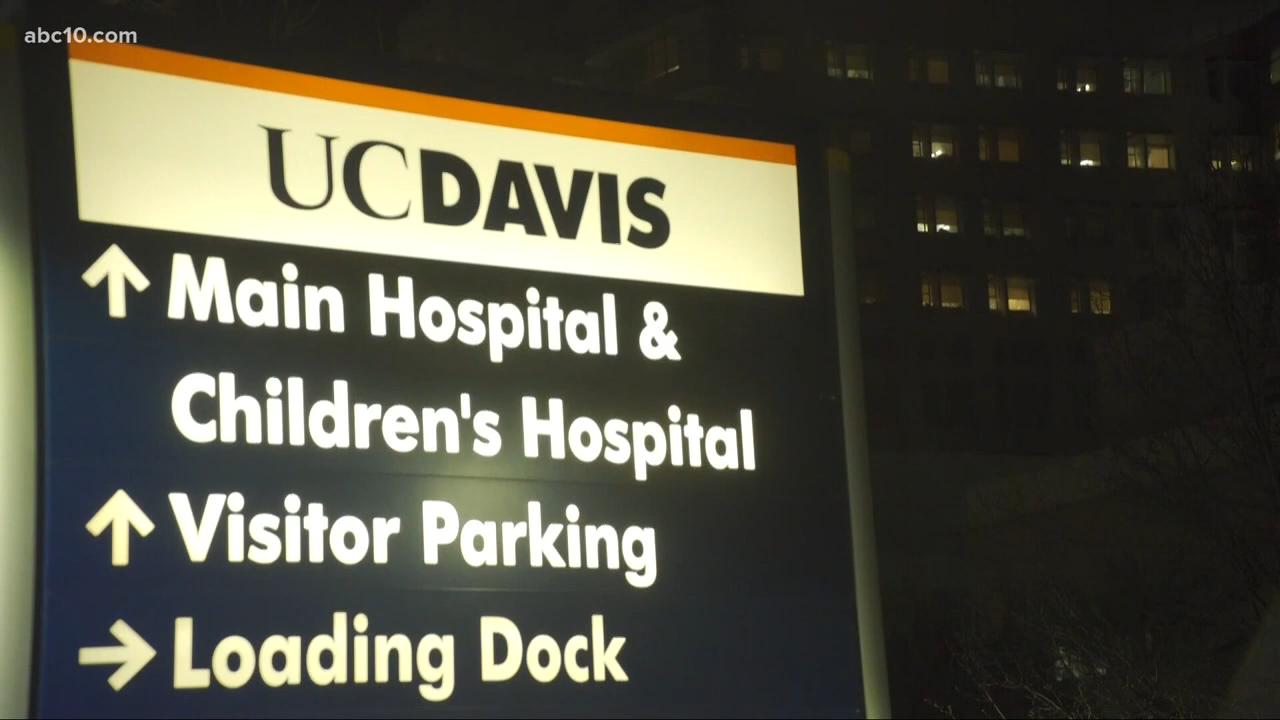 abc10.com
UCDAVIS
↑ Main Hospital &
Children's Hospital
↑ Visitor Parking
→ Loading Dock